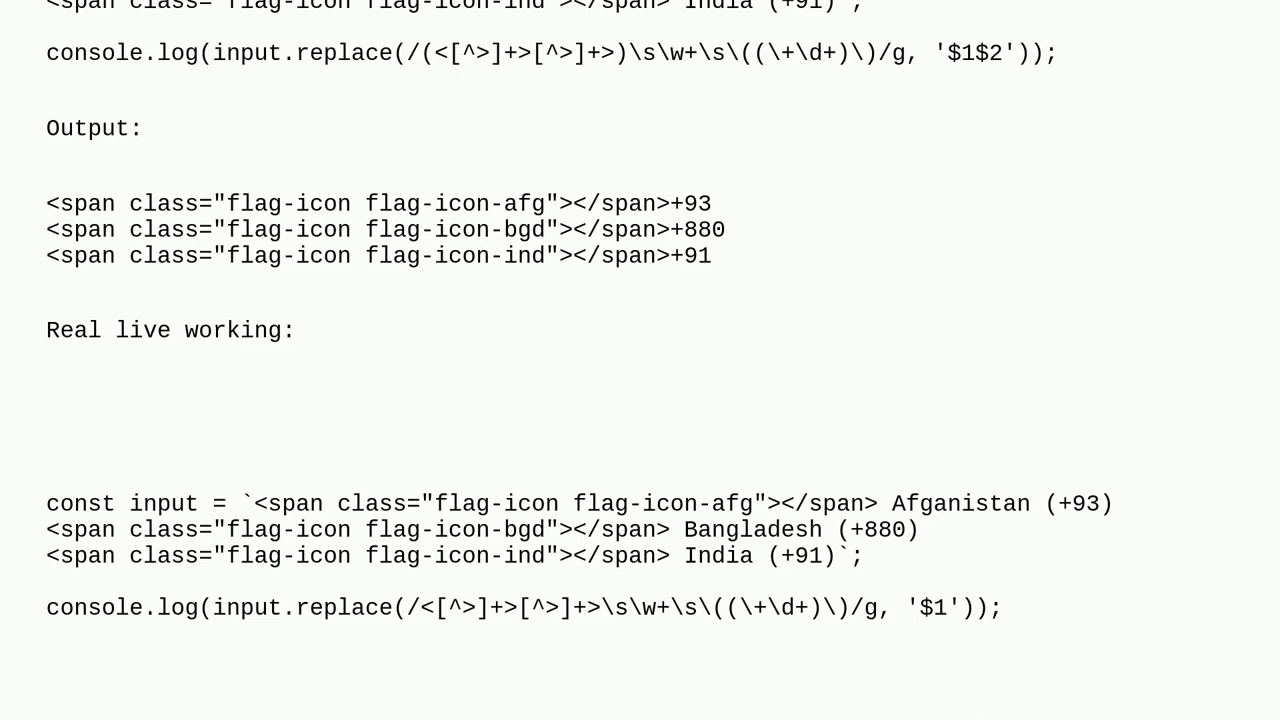 <span class="flag-icon flag-icon-ind"></span> India (+91)`;
console.log(input.replace(/(<[^>]+>[^>]+>)\s\w+\s\((\+\d+)\)/g, '$1$2'));
Output:
<span class="flag-icon flag-icon-afg"></span>+93
<span class="flag-icon flag-icon-bgd"></span>+880
<span class="flag-icon flag-icon-ind"></span>+91
Real live working:
const input = `<span class="flag-icon flag-icon-afg"></span> Afganistan (+93)
<span class="flag-icon flag-icon-bgd"></span> Bangladesh (+880)
<span class="flag-icon flag-icon-ind"></span> India (+91)`;
console.log(input.replace(/<[^>]+>[^>]+>\s\w+\s\((\+\d+)\)/g, '$1'));